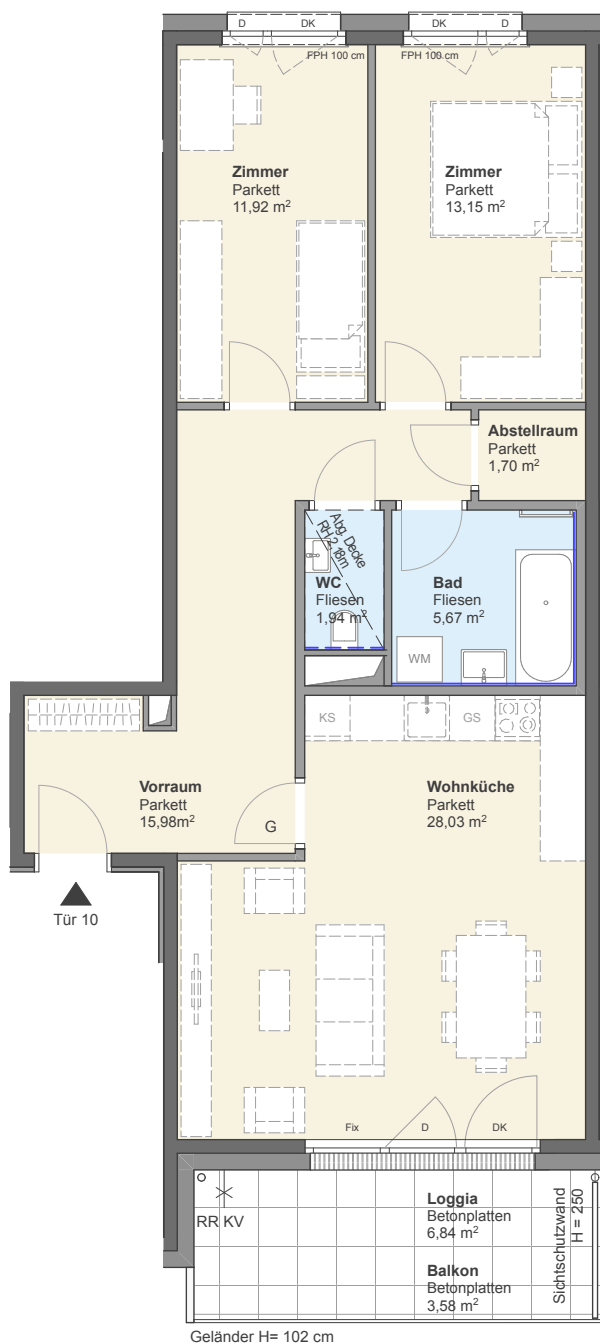 D DK
DK D
FPH 100 cm
FPH 100 cm
Zimmer
Parkett
11,92 m²
Zimmer
Parkett
13,15 m²
Abstellraum
Parkett
1,70 m²
Abg. Decke
RH 2,18m
WC
Fliesen
1,94 m²
Bad
Fliesen
5,67 m²
WM
KS
GS
Vorraum
Parkett
15,98m²
G
Wohnküche
Parkett
28,03 m²
Tür 10
Fix
D
DK
RR KV
Loggia
Betonplatten
6,84 m²
Sichtschutzwand
H = 250
Balkon
Betonplatten
3,58 m²
Geländer H= 102 cm